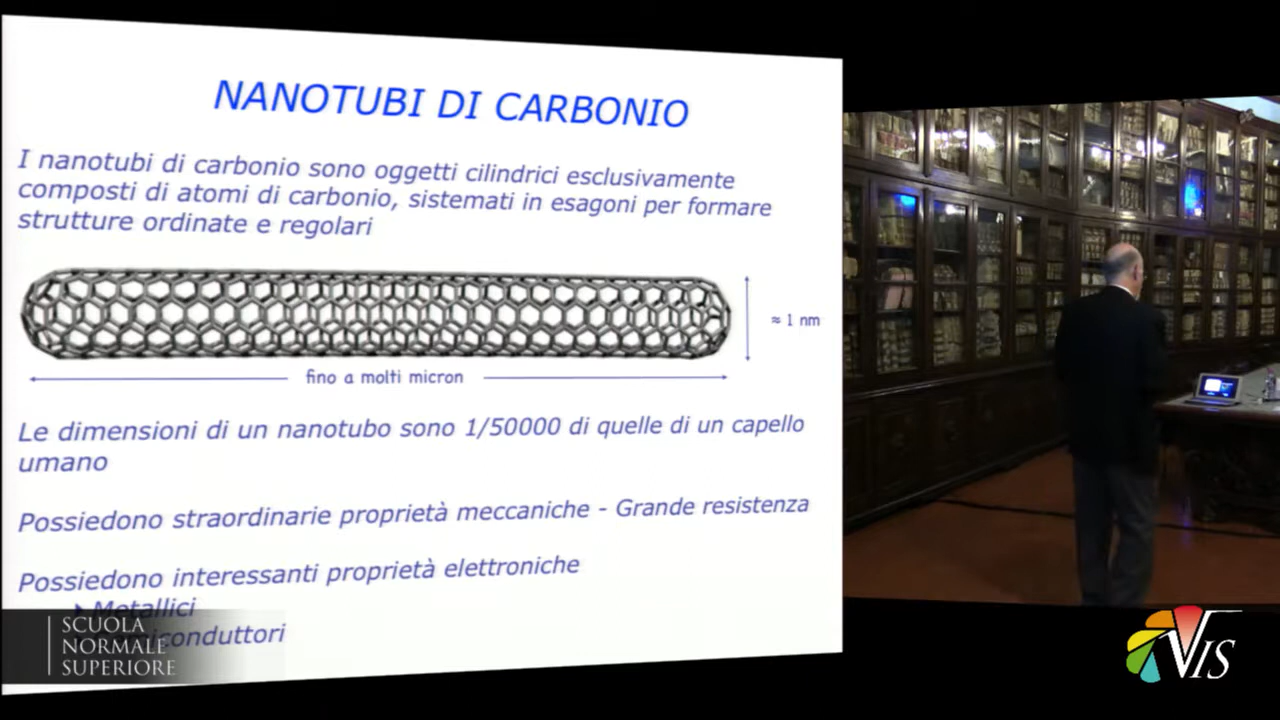 NANOTUBI DI CARBONIO
I nanotubi di carbonio sono oggetti cilindrici esclusivamente
composti di atomi di carbonio, sistemati in esagoni per formare
strutture ordinate e regolari
≈ 1 nm
fino a molti micron
Le dimensioni di un nanotubo sono 1/50000 di quelle di un capello
umano
Possiedono straordinarie proprietà meccaniche - Grande resistenza
Possiedono interessanti proprietà elettroniche
Metallici
SCUOLA
NORMALE
SUPERIORE
VIS